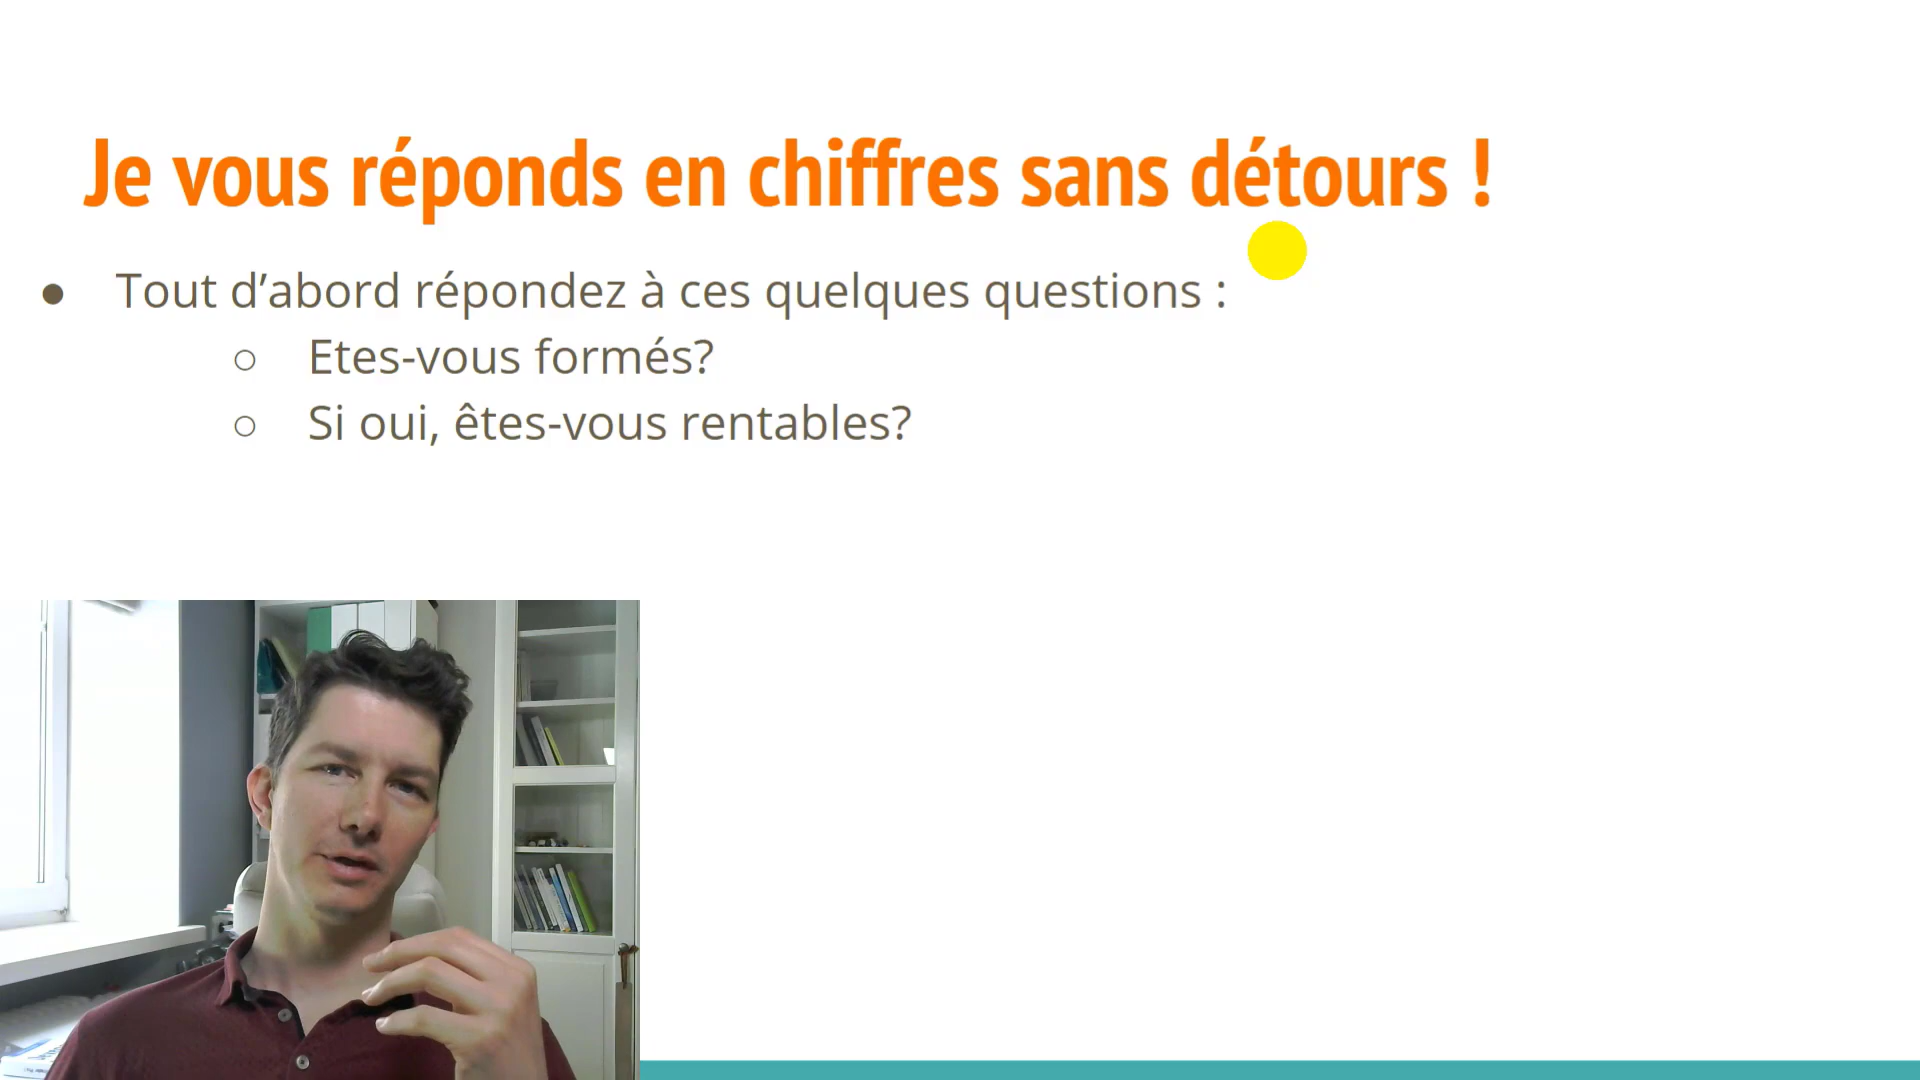 Je vous réponds en chiffres sans détours !
● Tout d’abord répondez à ces quelques questions :
○ Etes-vous formés?
○ Si oui, êtes-vous rentables?